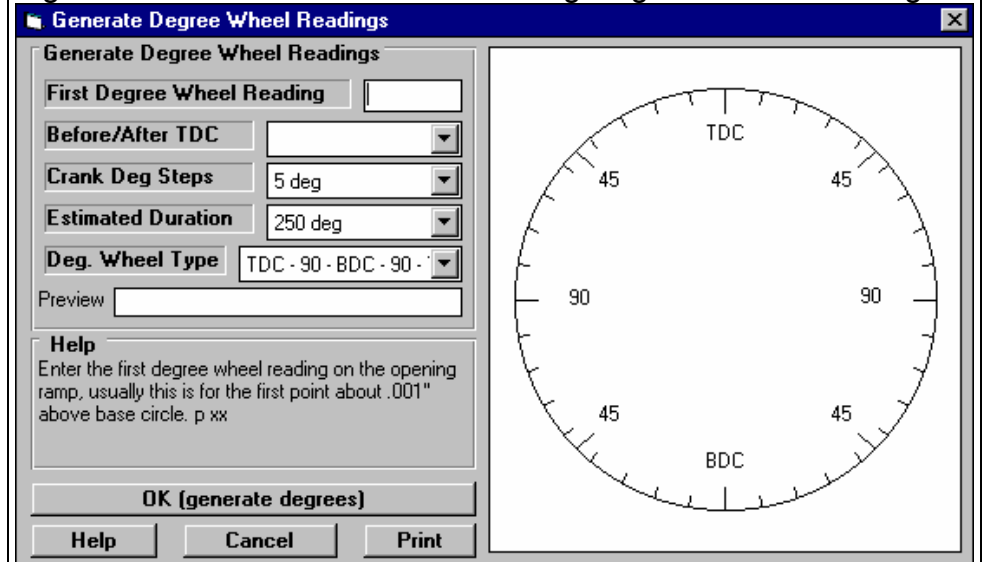 Generate Degree Wheel Readings
Generate Degree Wheel Readings
First Degree Wheel Reading
Before/After TDC
Crank Deg Steps 5 deg
Estimated Duration 250 deg
Deg. Wheel Type TDC - 90 - BDC - 90 -
Preview
Help
Enter the first degree wheel reading on the opening
ramp, usually this is for the first point about .001"
above base circle. p xx
OK (generate degrees)
Help Cancel Print
TDC
45 45
90 90
45 45
BDC